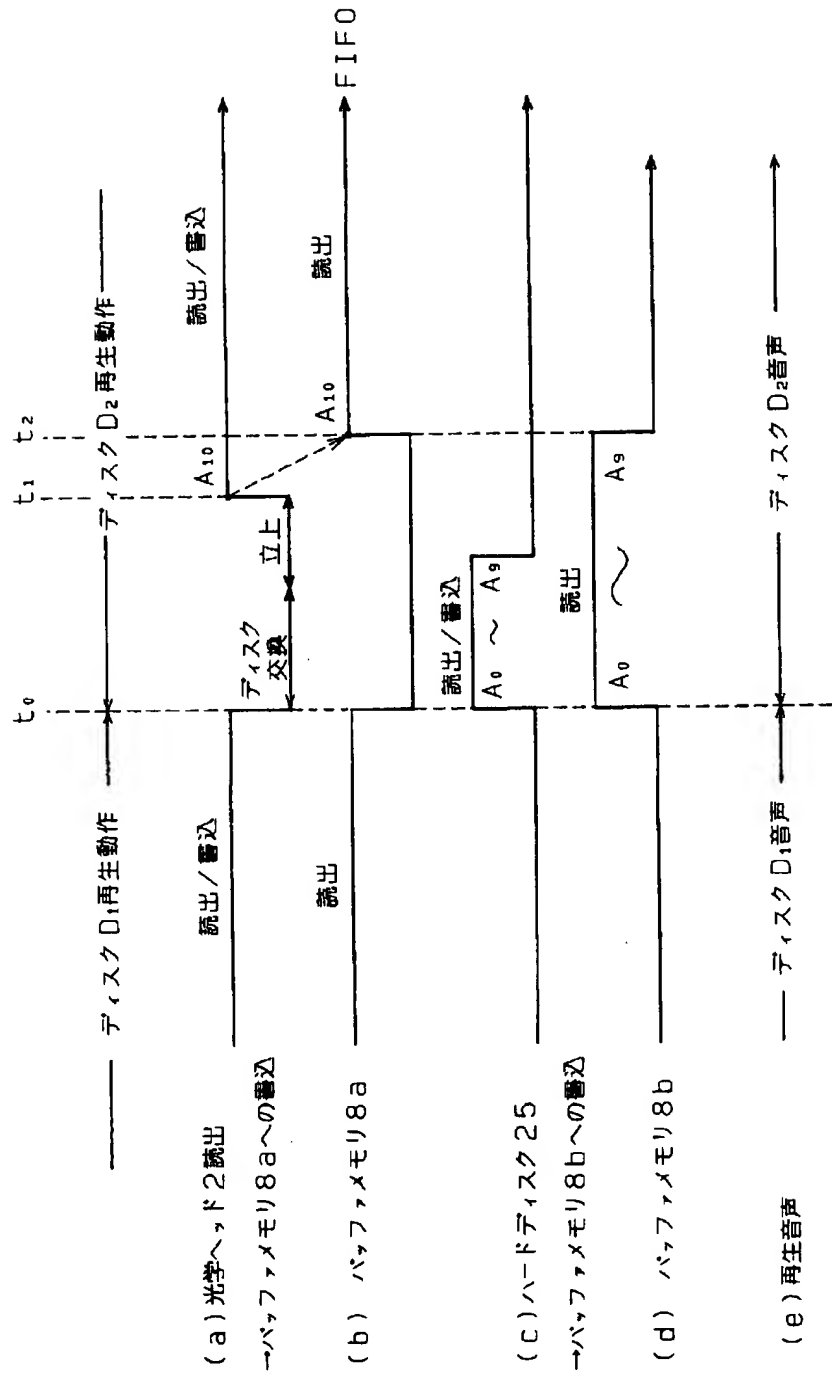 t₀ t₁ t₂
ディスクD₁再生動作 ディスクD₂再生動作
(a)光学ヘッド2読出
→バッファメモリ8aへの書込
読出/書込
ディスク
交換
立上
A₁₀
読出/書込
(b) バッファメモリ8a
読出
A₁₀
読出
FIFO
(c)ハードディスク25
→バッファメモリ8bへの書込
読出/書込
A₀ ～ A₉
(d) バッファメモリ8b
読出
A₀ ～ A₉
(e)再生音声
ディスクD₁音声 ディスクD₂音声